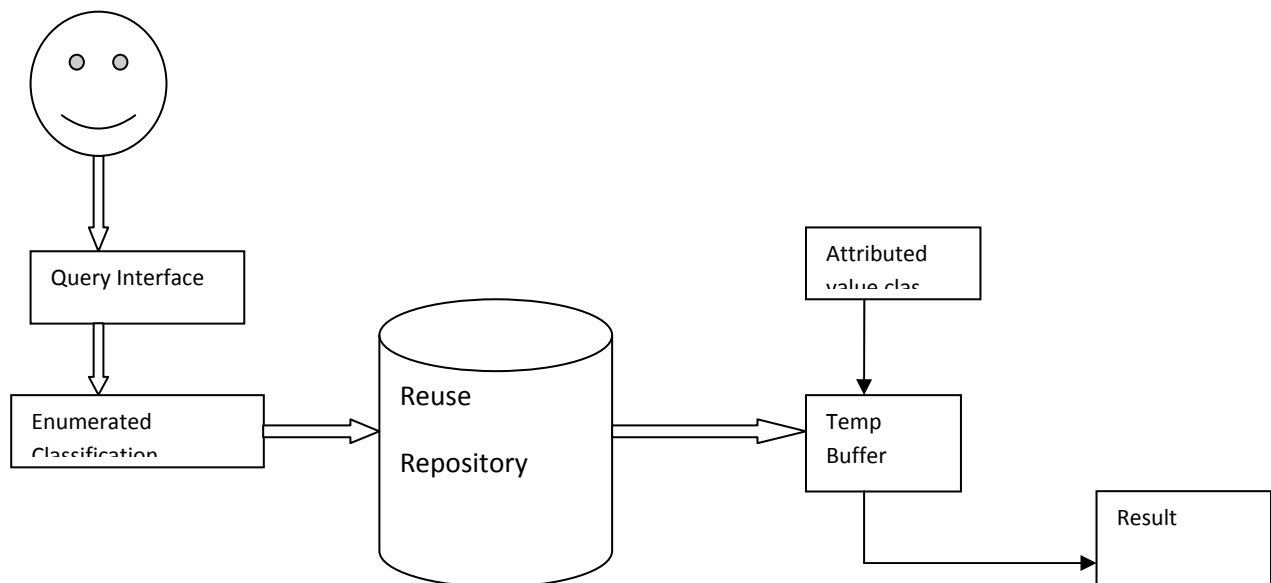 Query Interface
Attributed
value clas
Enumerated
Classification
Reuse
Repository
Temp
Buffer
Result